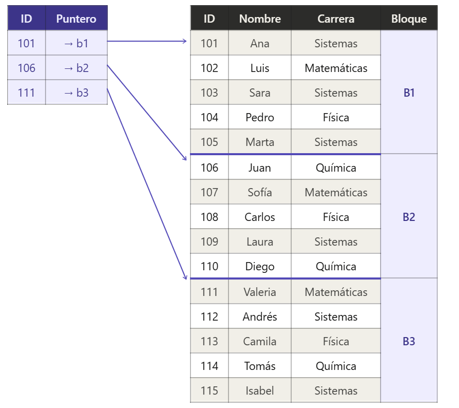 ID Puntero
101 → b1
106 → b2
111 → b3
ID Nombre Carrera Bloque
101 Ana Sistemas
102 Luis Matemáticas
103 Sara Sistemas B1
104 Pedro Física
105 Marta Sistemas
106 Juan Química
107 Sofía Matemáticas
108 Carlos Física B2
109 Laura Sistemas
110 Diego Química
111 Valeria Matemáticas
112 Andrés Sistemas
113 Camila Física B3
114 Tomás Química
115 Isabel Sistemas